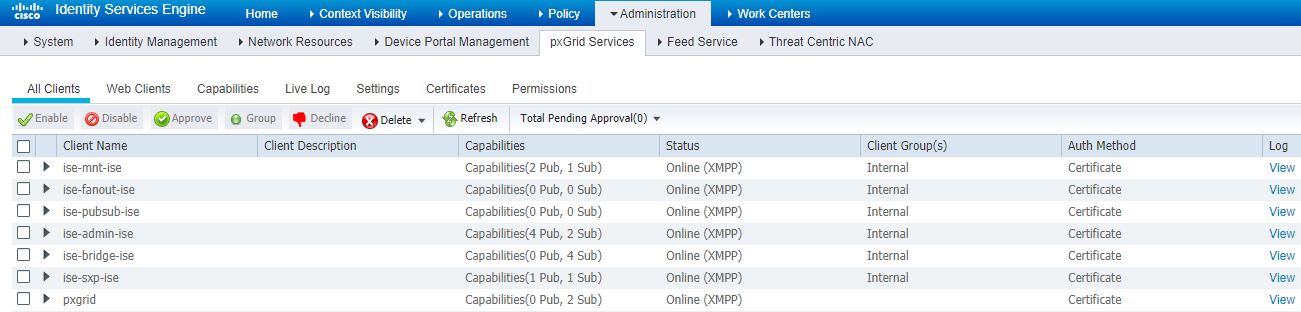 cisco Identity Services Engine Home Context Visibility Operations Policy Administration Work Centers
System Identity Management Network Resources Device Portal Management pxGrid Services Feed Service Threat Centric NAC
All Clients Web Clients Capabilities Live Log Settings Certificates Permissions
Enable Disable Approve Group Decline Delete Refresh Total Pending Approval(0)
Client Name Client Description Capabilities Status Client Group(s) Auth Method Log
ise-mnt-ise Capabilities(2 Pub, 1 Sub) Online (XMPP) Internal Certificate View
ise-fanout-ise Capabilities(0 Pub, 0 Sub) Online (XMPP) Internal Certificate View
ise-pubsub-ise Capabilities(0 Pub, 0 Sub) Online (XMPP) Internal Certificate View
ise-admin-ise Capabilities(4 Pub, 2 Sub) Online (XMPP) Internal Certificate View
ise-bridge-ise Capabilities(0 Pub, 4 Sub) Online (XMPP) Internal Certificate View
ise-sxp-ise Capabilities(1 Pub, 1 Sub) Online (XMPP) Internal Certificate View
pxgrid Capabilities(0 Pub, 2 Sub) Online (XMPP) Certificate View